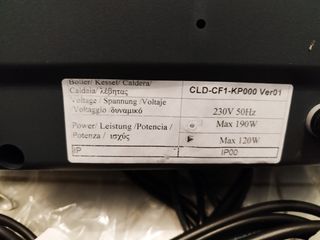 Boiler/ Kessel/ Caldera/
Caldaia/ λέβητας
CLD-CF1-KP000 Ver01
Voltage / Spannung /Voltaje
Voltaggio /δυναμικό
230V 50Hz
Power/ Leistung /Potencia /
Potenza / ισχύς
Max 190W
Max 120W
IP
IP00